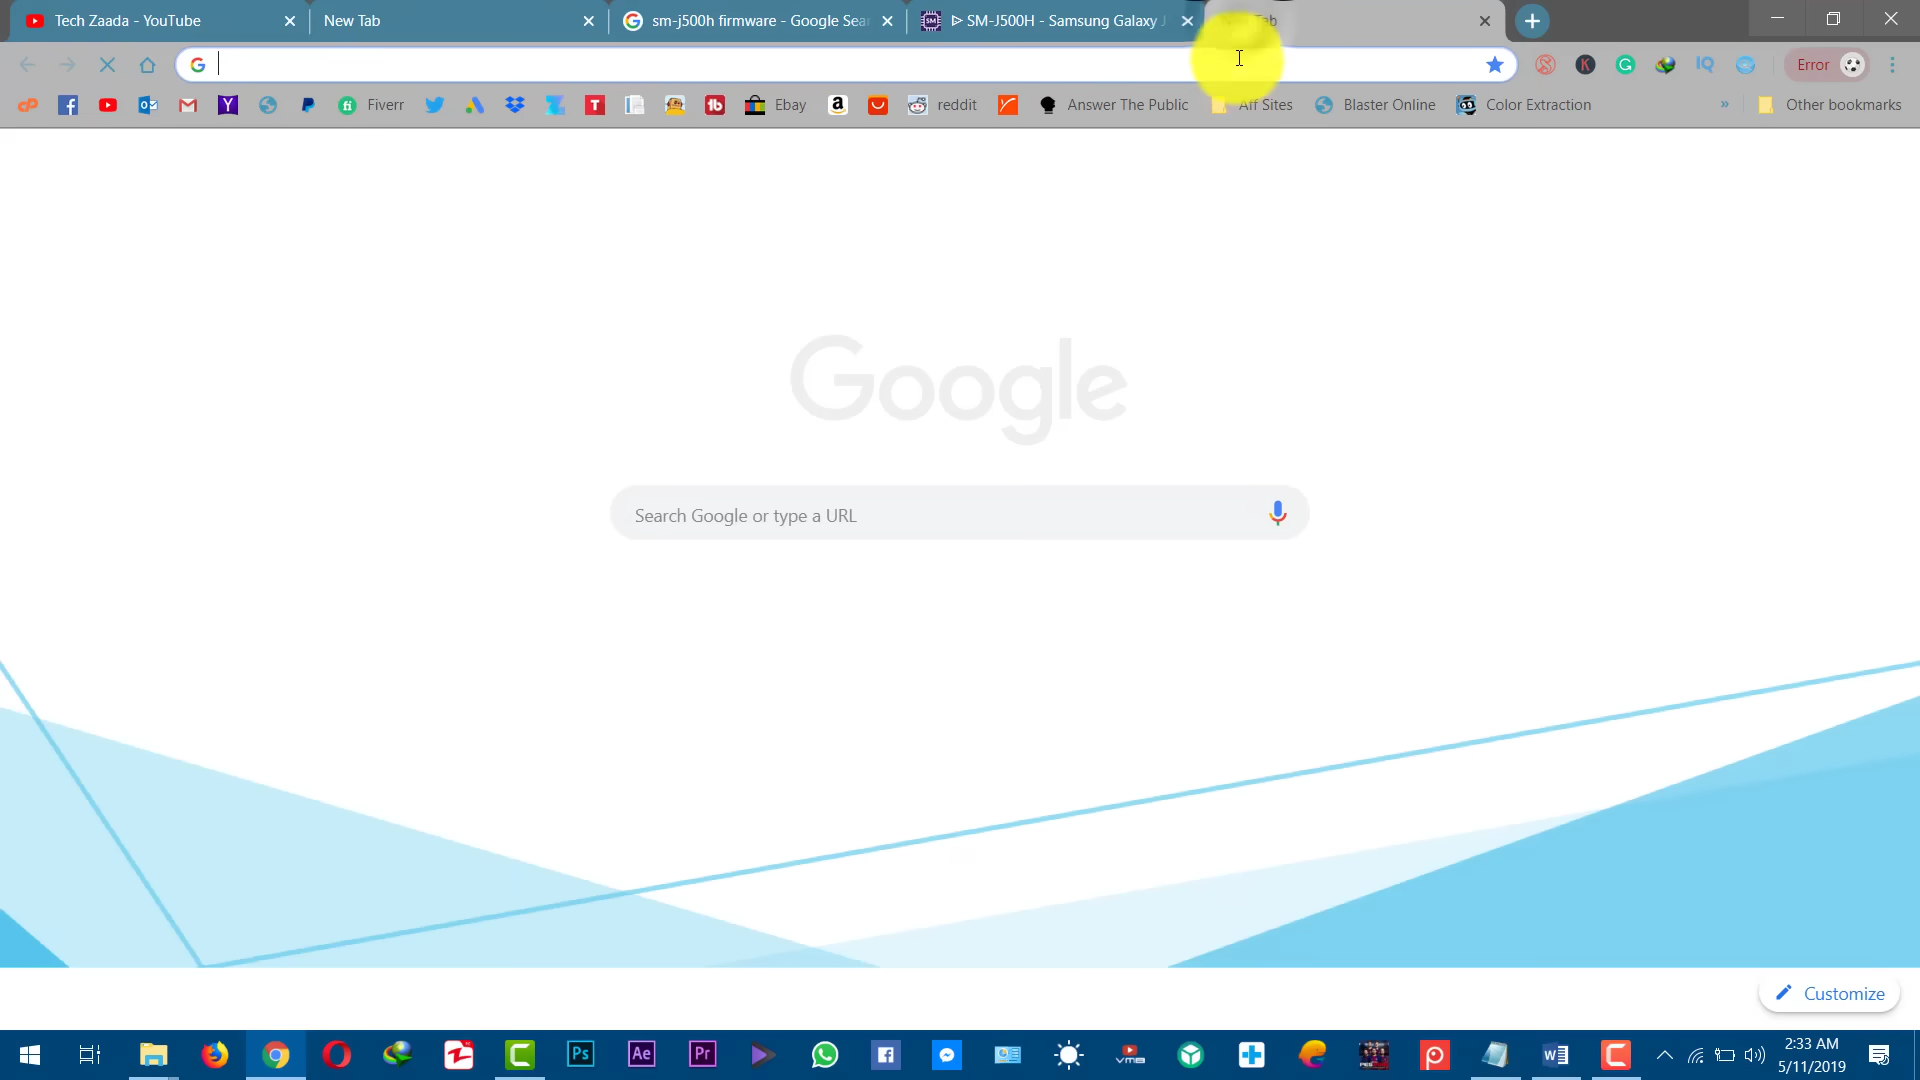 Tech Zaada - YouTube
New Tab
sm-j500h firmware - Google Sea
SM-J500H - Samsung Galaxy J
Tab
Error
Fiverr
Ebay
reddit
Answer The Public
Aff Sites
Blaster Online
Color Extraction
»
Other bookmarks
Google
Search Google or type a URL
Customize
2:33 AM
5/11/2019